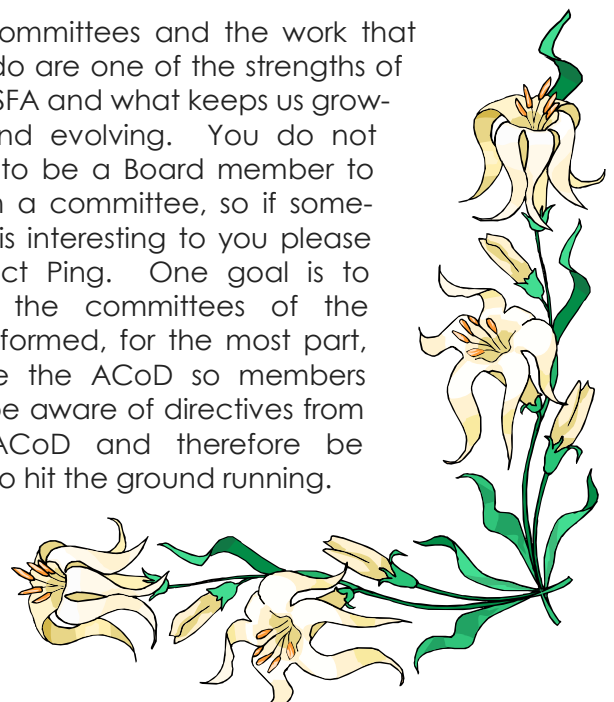 ommittees and the work that
do are one of the strengths of
SFA and what keeps us grow-
nd evolving. You do not
to be a Board member to
a committee, so if some-
is interesting to you please
ct Ping. One goal is to
the committees of the
formed, for the most part,
the ACoD so members
be aware of directives from
ACoD and therefore be
o hit the ground running.